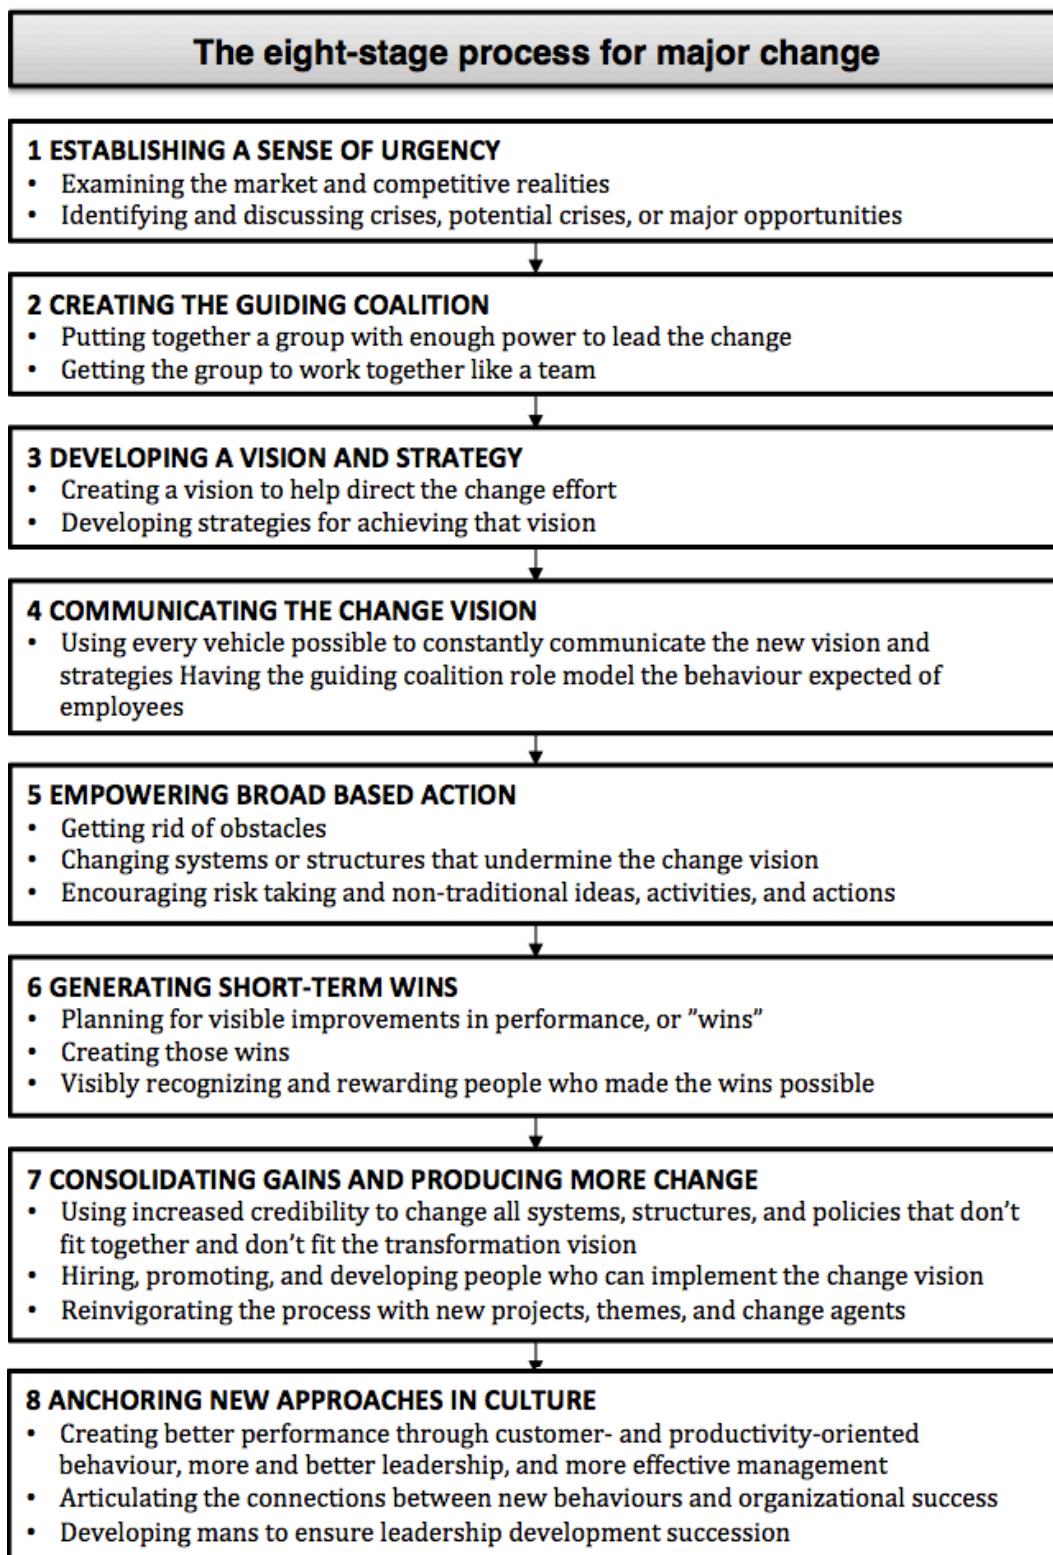 The eight-stage process for major change
1 ESTABLISHING A SENSE OF URGENCY
• Examining the market and competitive realities
• Identifying and discussing crises, potential crises, or major opportunities
2 CREATING THE GUIDING COALITION
• Putting together a group with enough power to lead the change
• Getting the group to work together like a team
3 DEVELOPING A VISION AND STRATEGY
• Creating a vision to help direct the change effort
• Developing strategies for achieving that vision
4 COMMUNICATING THE CHANGE VISION
• Using every vehicle possible to constantly communicate the new vision and
strategies Having the guiding coalition role model the behaviour expected of
employees
5 EMPOWERING BROAD BASED ACTION
• Getting rid of obstacles
• Changing systems or structures that undermine the change vision
• Encouraging risk taking and non-traditional ideas, activities, and actions
6 GENERATING SHORT-TERM WINS
• Planning for visible improvements in performance, or ”wins”
• Creating those wins
• Visibly recognizing and rewarding people who made the wins possible
7 CONSOLIDATING GAINS AND PRODUCING MORE CHANGE
• Using increased credibility to change all systems, structures, and policies that don’t
fit together and don’t fit the transformation vision
• Hiring, promoting, and developing people who can implement the change vision
• Reinvigorating the process with new projects, themes, and change agents
8 ANCHORING NEW APPROACHES IN CULTURE
• Creating better performance through customer- and productivity-oriented
behaviour, more and better leadership, and more effective management
• Articulating the connections between new behaviours and organizational success
• Developing mans to ensure leadership development succession